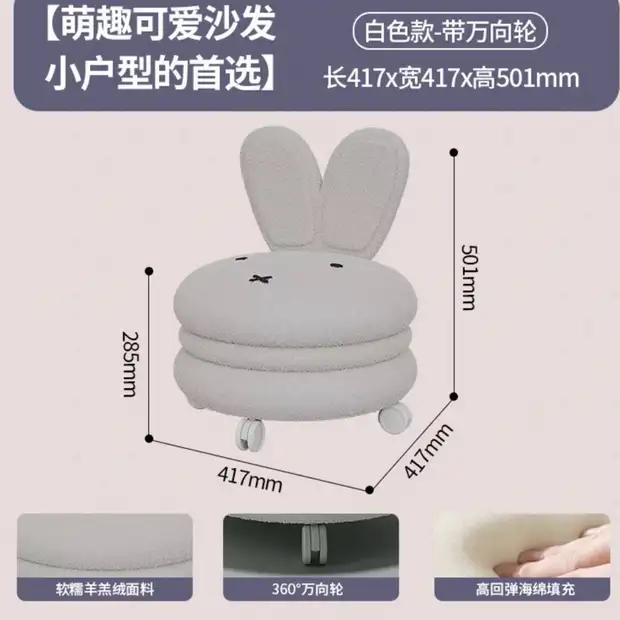 【萌趣可爱沙发
小户型的首选】
白色款-带万向轮
长417x宽417x高501mm
501mm
285mm
417mm
417mm
软糯羊羔绒面料
360°万向轮
高回弹海绵填充